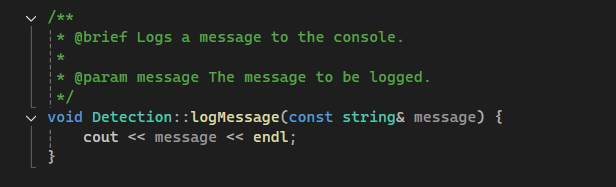 /**
* @brief Logs a message to the console.
*
* @param message The message to be logged.
*/
void Detection::logMessage(const string& message) {
cout << message << endl;
}